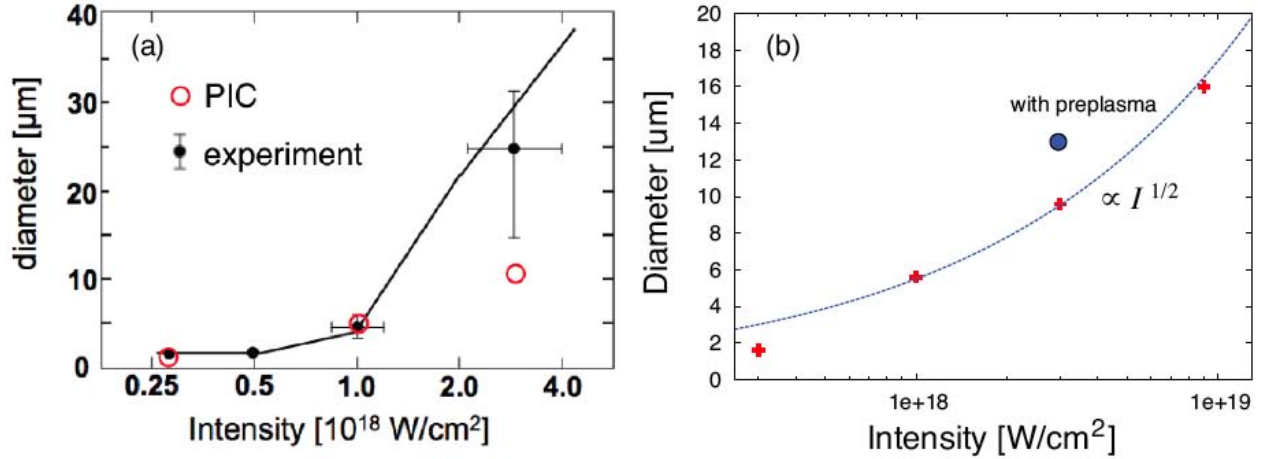 (a)
PIC
experiment
diameter [μm]
40
30
20
10
0
0.25 0.5 1.0 2.0 4.0
Intensity [10¹⁸ W/cm²]
(b)
with preplasma
∝ I 1/2
Diameter [um]
20
18
16
14
12
10
8
6
4
2
0
1e+18 1e+19
Intensity [W/cm²]